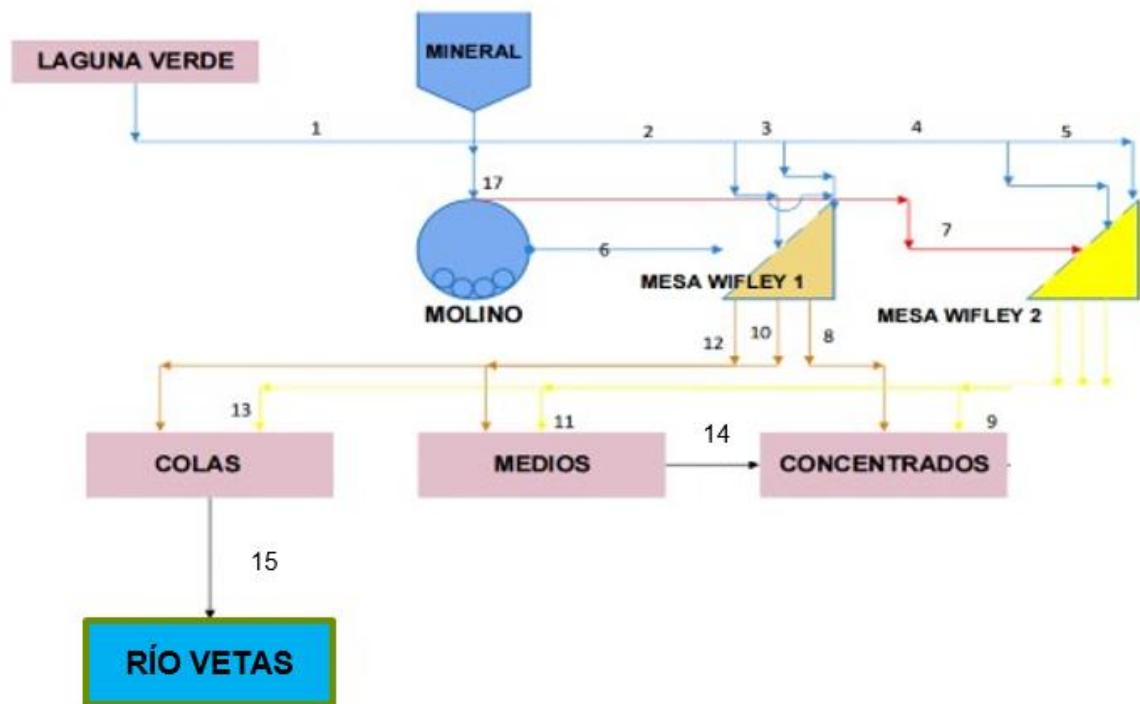 MINERAL
LAGUNA VERDE
1
2
3
4
5
17
6
7
MOLINO
MESA WIFLEY 1
MESA WIFLEY 2
12
10
8
13
11
14
9
COLAS
MEDIOS
CONCENTRADOS
15
RÍO VETAS